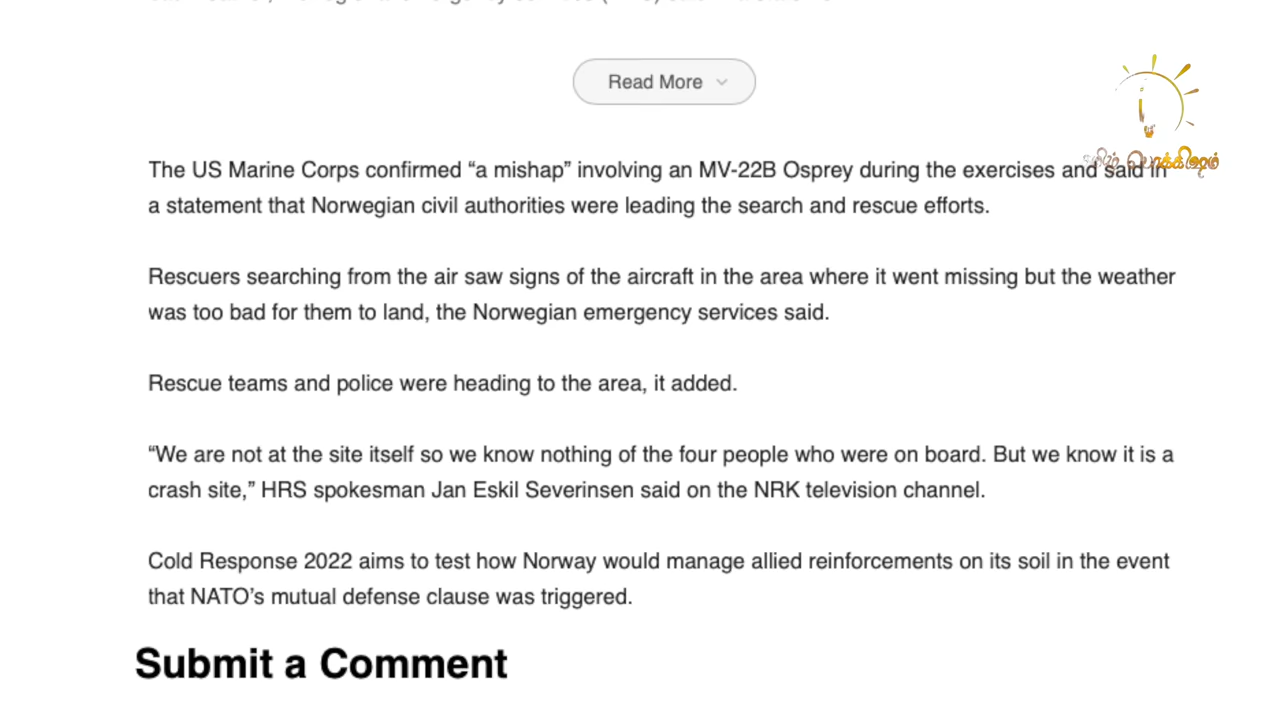 Read More
The US Marine Corps confirmed “a mishap” involving an MV-22B Osprey during the exercises and said in
a statement that Norwegian civil authorities were leading the search and rescue efforts.
Rescuers searching from the air saw signs of the aircraft in the area where it went missing but the weather
was too bad for them to land, the Norwegian emergency services said.
Rescue teams and police were heading to the area, it added.
“We are not at the site itself so we know nothing of the four people who were on board. But we know it is a
crash site,” HRS spokesman Jan Eskil Severinsen said on the NRK television channel.
Cold Response 2022 aims to test how Norway would manage allied reinforcements on its soil in the event
that NATO’s mutual defense clause was triggered.
Submit a Comment